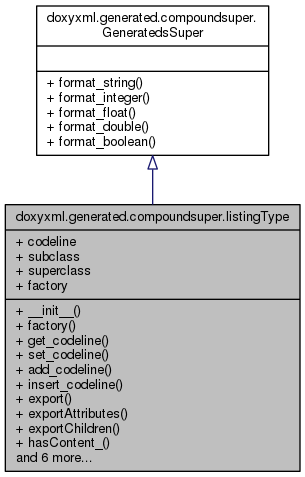 doxyxml.generated.compoundsuper.
GeneratedsSuper
+ format_string()
+ format_integer()
+ format_float()
+ format_double()
+ format_boolean()
doxyxml.generated.compoundsuper.listingType
+ codeline
+ subclass
+ superclass
+ factory
+ __init__()
+ factory()
+ get_codeline()
+ set_codeline()
+ add_codeline()
+ insert_codeline()
+ export()
+ exportAttributes()
+ exportChildren()
+ hasContent_()
and 6 more...